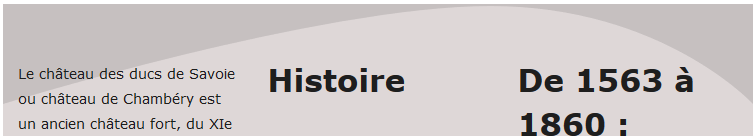 Le château des ducs de Savoie
ou château de Chambéry est
un ancien château fort, du XIe
Histoire
De 1563 à
1860 :